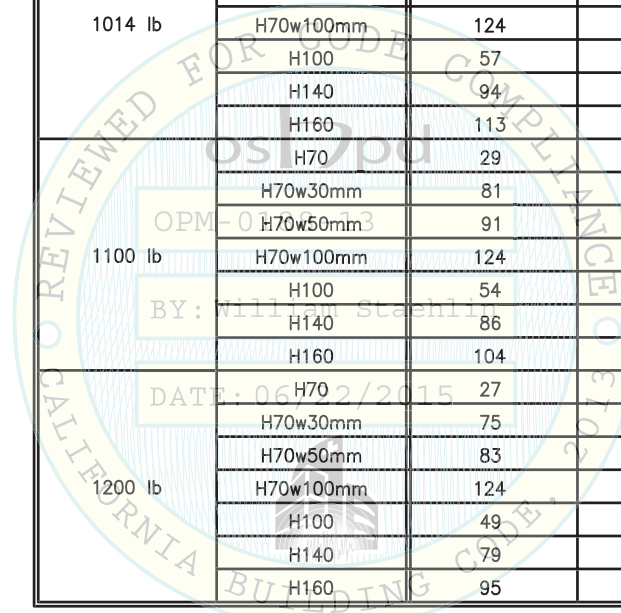 1014 lb H70w100mm 124
H100 57
H140 94
H160 113
H70 29
H70w30mm 81
H70w50mm 91
1100 lb H70w100mm 124
H100 54
H140 86
H160 104
H70 27
H70w30mm 75
H70w50mm 83
1200 lb H70w100mm 124
H100 49
H140 79
H160 95
REVIEWED FOR CODE COMPLIANCE
oshpd
BY: William Staehlin
DATE: 06/22/2015
CALIFORNIA BUILDING CODE, 2013